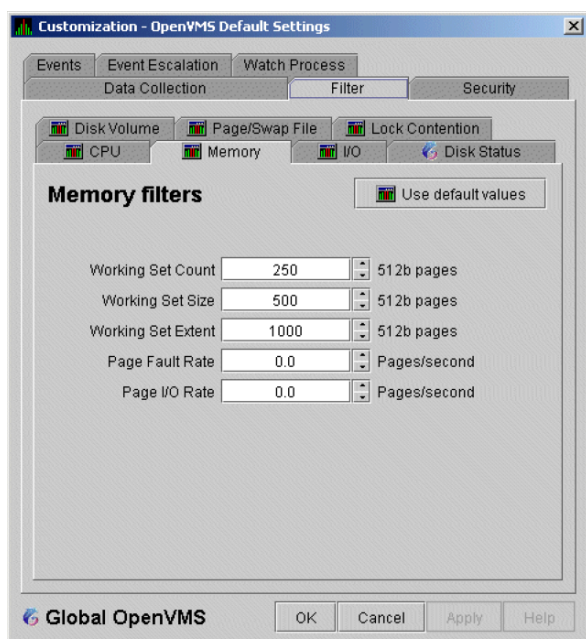 Customization - OpenVMS Default Settings
Events Event Escalation Watch Process
Data Collection Filter Security
Disk Volume Page/Swap File Lock Contention
CPU Memory I/O Disk Status
Memory filters Use default values
Working Set Count 250 512b pages
Working Set Size 500 512b pages
Working Set Extent 1000 512b pages
Page Fault Rate 0.0 Pages/second
Page I/O Rate 0.0 Pages/second
Global OpenVMS OK Cancel Apply Help